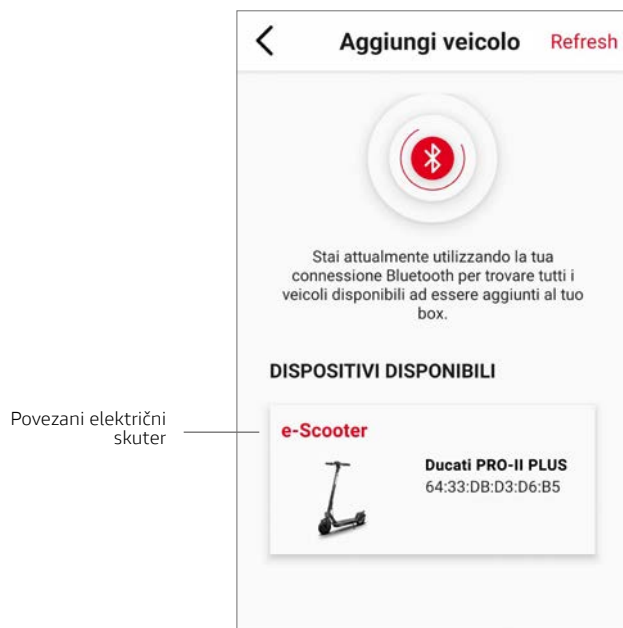 Aggiungi veicolo Refresh
Stai attualmente utilizzando la tua
connessione Bluetooth per trovare tutti i
veicoli disponibili ad essere aggiunti al tuo
box.
DISPOSITIVI DISPONIBILI
Povezani električni
skuter
e-Scooter
Ducati PRO-II PLUS
64:33:DB:D3:D6:B5